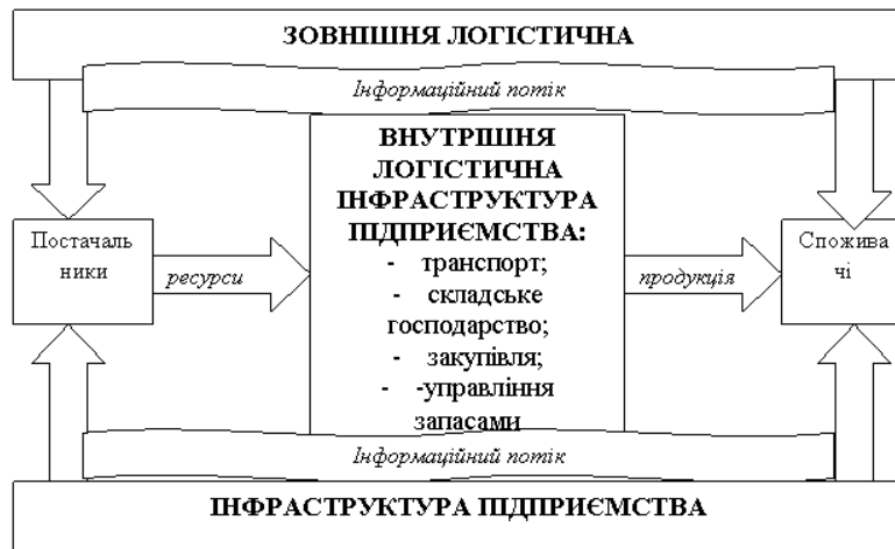 ЗОВНІШНЯ ЛОГІСТИЧНА
Інформаційний потік
ВНУТРІШНЯ
ЛОГІСТИЧНА
ІНФРАСТРУКТУРА
ПІДПРИЄМСТВА:
- транспорт;
- складське
господарство;
- закупівля;
- -управління
запасами
Постачаль
ники
ресурси
продукція
Спожива
чі
Інформаційний потік
ІНФРАСТРУКТУРА ПІДПРИЄМСТВА